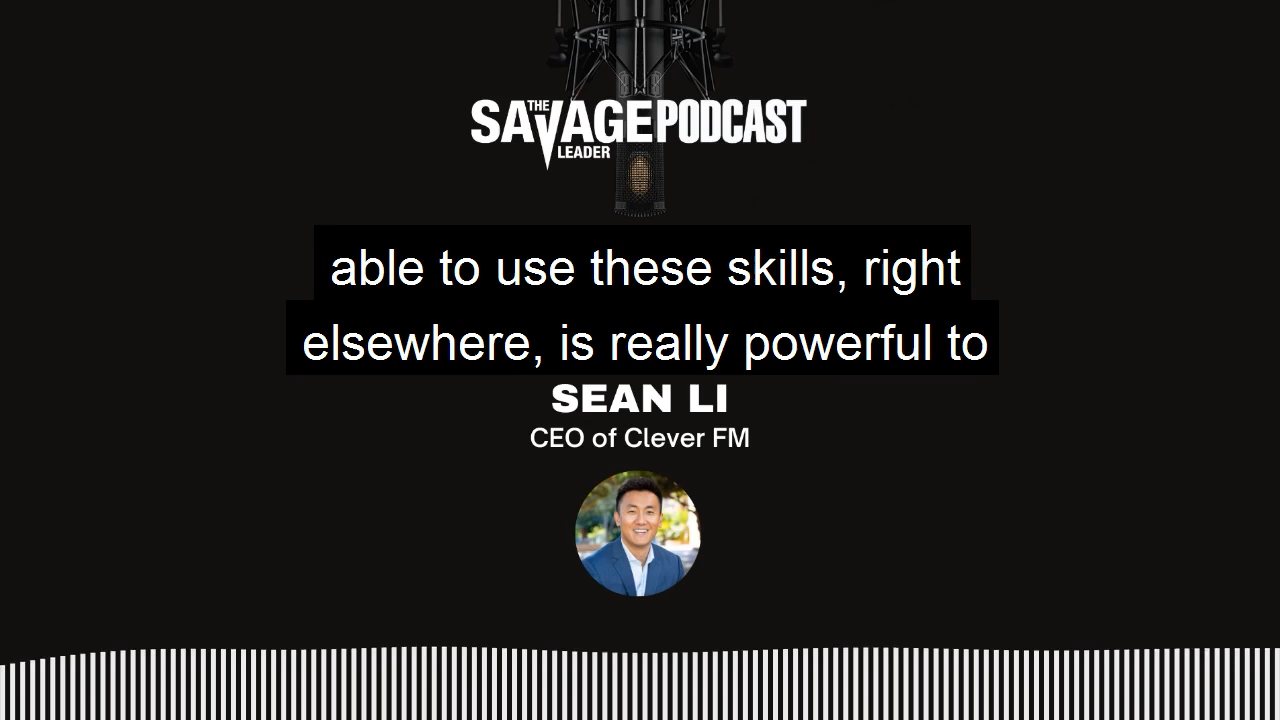 THE SAVAGE LEADER PODCAST
able to use these skills, right
elsewhere, is really powerful to
SEAN LI
CEO of Clever FM